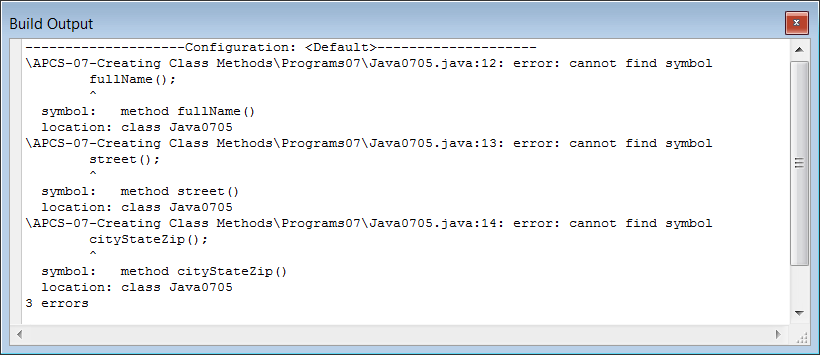 Build Output
--------------------Configuration: <Default>--------------------
\APCS-07-Creating Class Methods\Programs07\Java0705.java:12: error: cannot find symbol
        fullName();
        ^
  symbol:   method fullName()
  location: class Java0705
\APCS-07-Creating Class Methods\Programs07\Java0705.java:13: error: cannot find symbol
        street();
        ^
  symbol:   method street()
  location: class Java0705
\APCS-07-Creating Class Methods\Programs07\Java0705.java:14: error: cannot find symbol
        cityStateZip();
        ^
  symbol:   method cityStateZip()
  location: class Java0705
3 errors